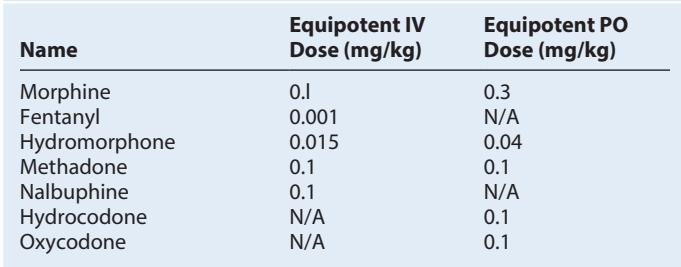 Name Equipotent IV Dose (mg/kg) Equipotent PO Dose (mg/kg)
Morphine 0.l 0.3
Fentanyl 0.001 N/A
Hydromorphone 0.015 0.04
Methadone 0.1 0.1
Nalbuphine 0.1 N/A
Hydrocodone N/A 0.1
Oxycodone N/A 0.1